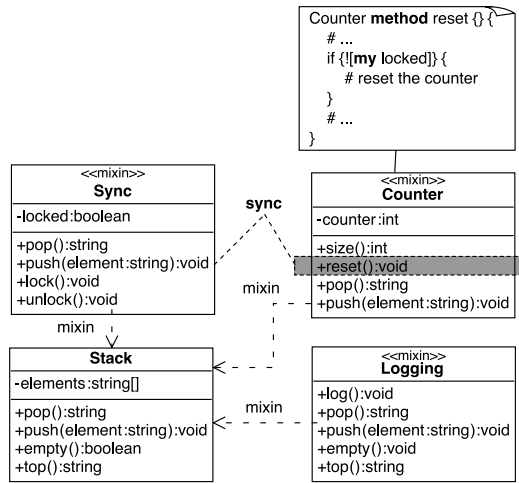 Counter method reset {} {
# ...
if {![my locked]} {
# reset the counter
}
# ...
}
<<mixin>>
Sync
-locked:boolean
+pop():string
+push(element:string):void
+lock():void
+unlock():void
sync
<<mixin>>
Counter
-counter:int
+size():int
+reset():void
+pop():string
+push(element:string):void
mixin
mixin
Stack
-elements:string[]
+pop():string
+push(element:string):void
+empty():boolean
+top():string
mixin
<<mixin>>
Logging
+log():void
+pop():string
+push(element:string):void
+empty():void
+top():string